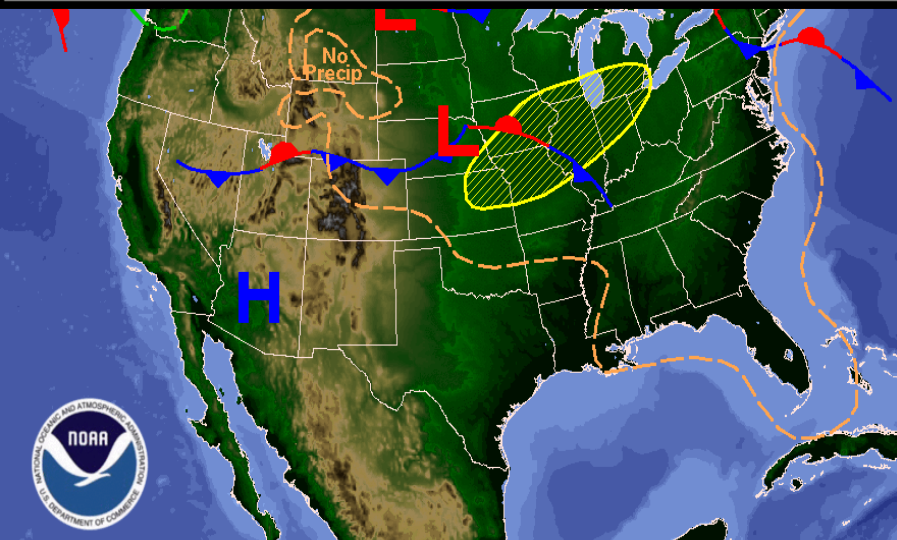 L
No
Precip
L
H
NATIONAL OCEANIC AND ATMOSPHERIC ADMINISTRATION
NOAA
U.S. DEPARTMENT OF COMMERCE